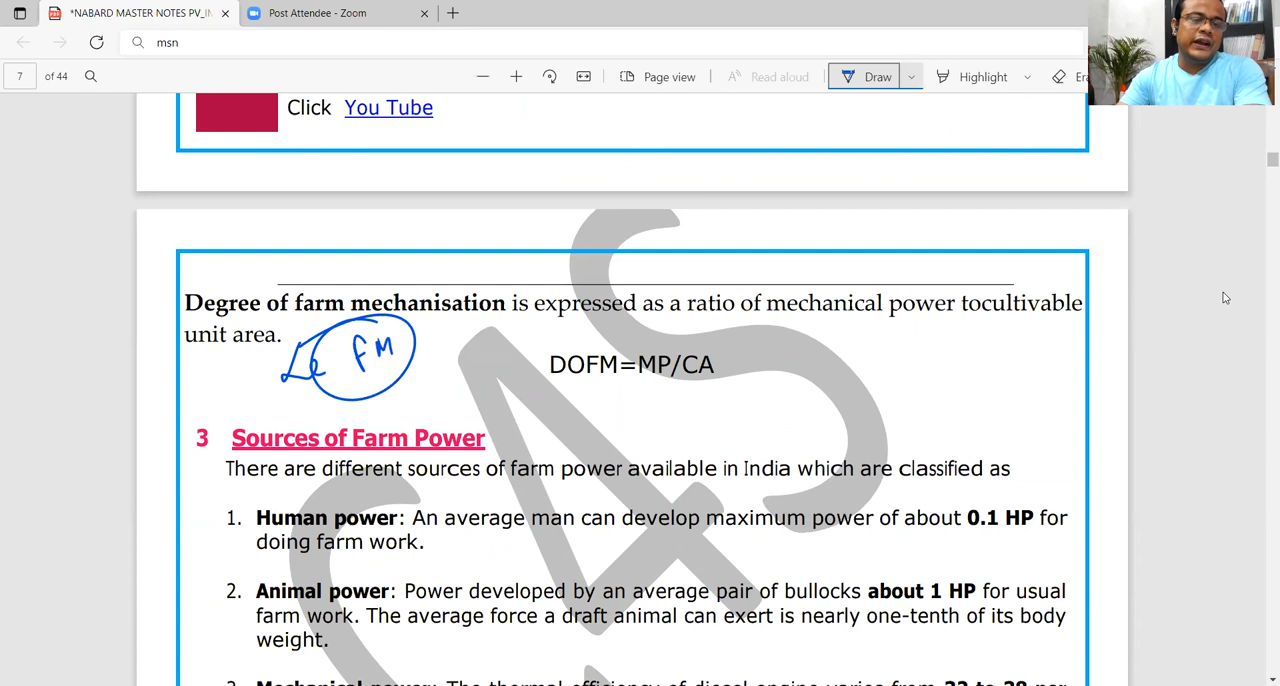 *NABARD MASTER NOTES PV_IN
Post Attendee - Zoom
msn
7 of 44
Page view
Read aloud
Draw
Highlight
Era
Click You Tube
Degree of farm mechanisation is expressed as a ratio of mechanical power tocultivable
unit area.
Le FM
DOFM=MP/CA
3 Sources of Farm Power
There are different sources of farm power available in India which are classified as
1. Human power: An average man can develop maximum power of about 0.1 HP for
doing farm work.
2. Animal power: Power developed by an average pair of bullocks about 1 HP for usual
farm work. The average force a draft animal can exert is nearly one-tenth of its body
weight.
3. Mechanical power: The thermal efficiency of diesel engine varies from 32 to 38 per
C4S